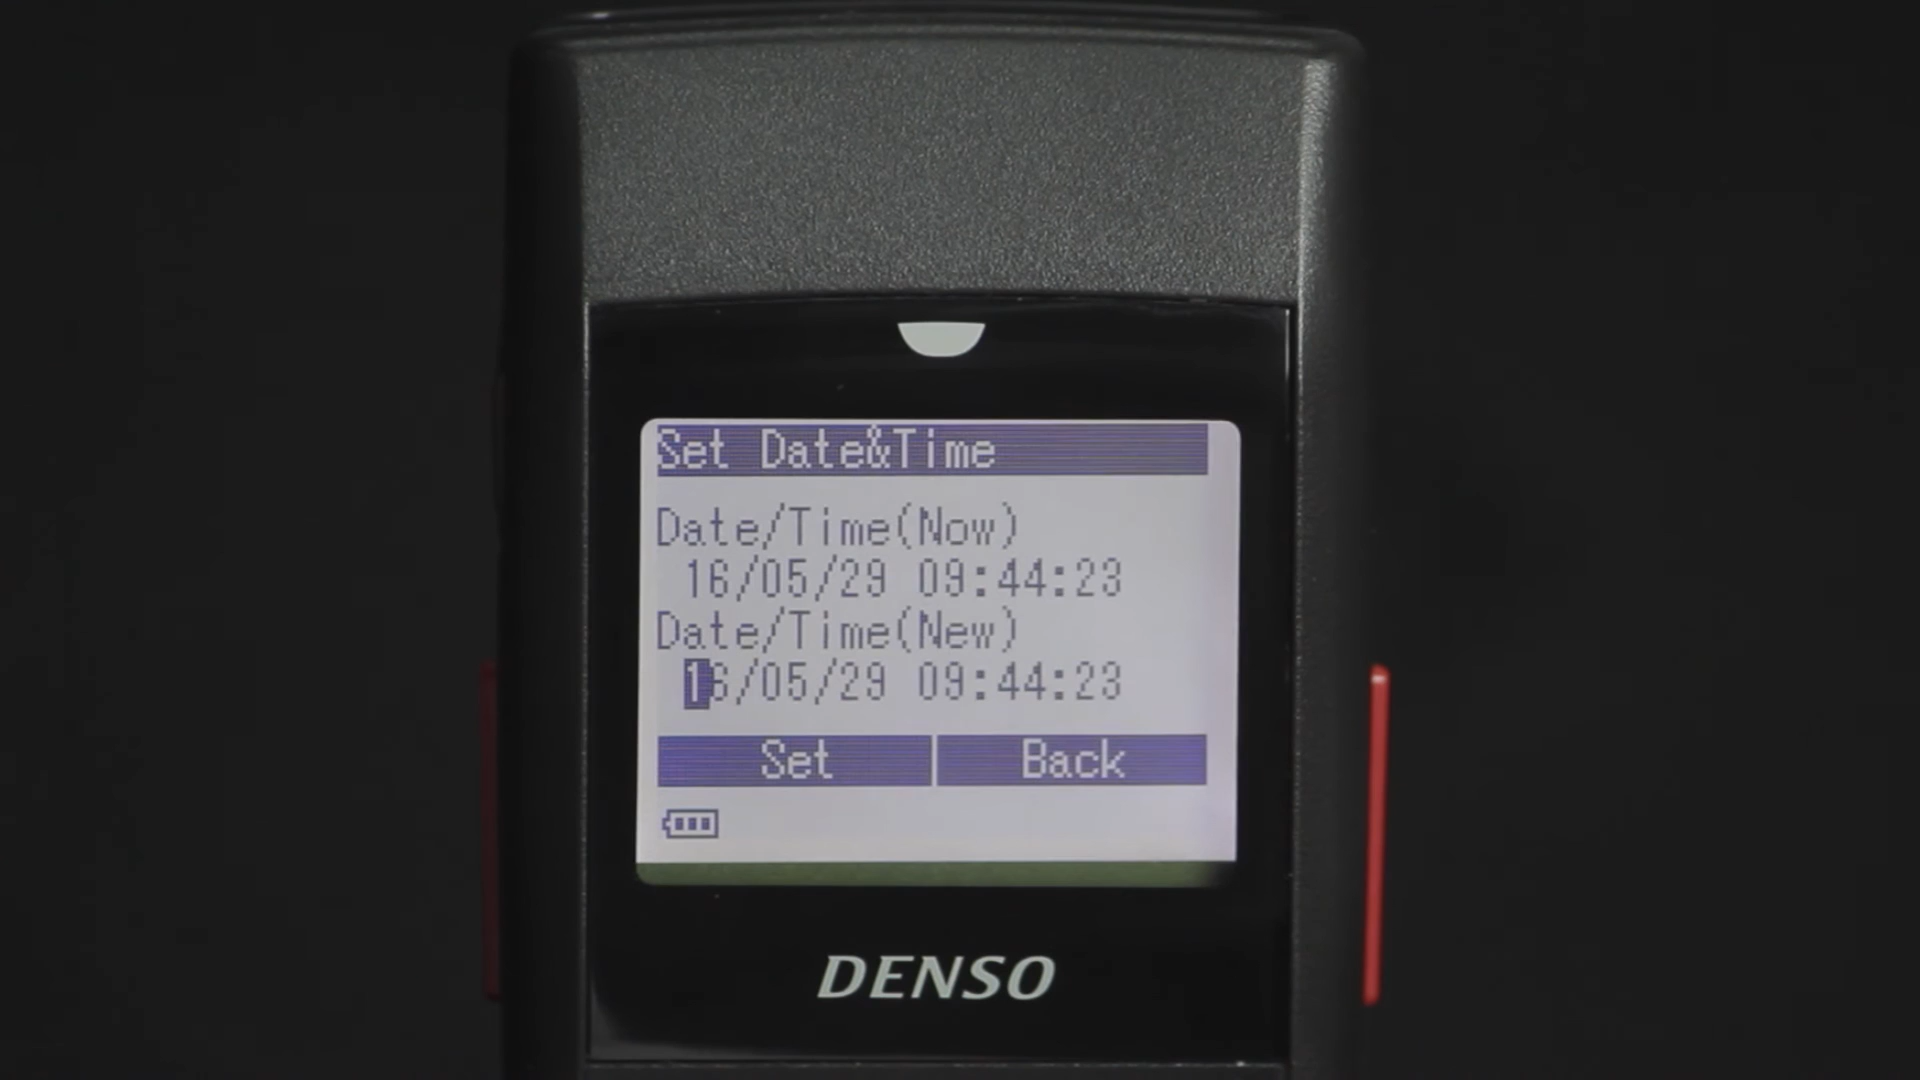 Set Date&Time
Date/Time(Now)
16/05/29 09:44:23
Date/Time(New)
16/05/29 09:44:23
Set Back
DENSO